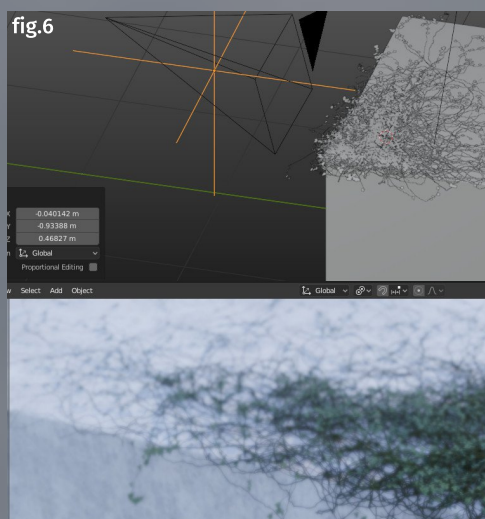 fig.6
X -0.040142 m
Y -0.93388 m
Z 0.46827 m
n Global
Proportional Editing
w Select Add Object Global